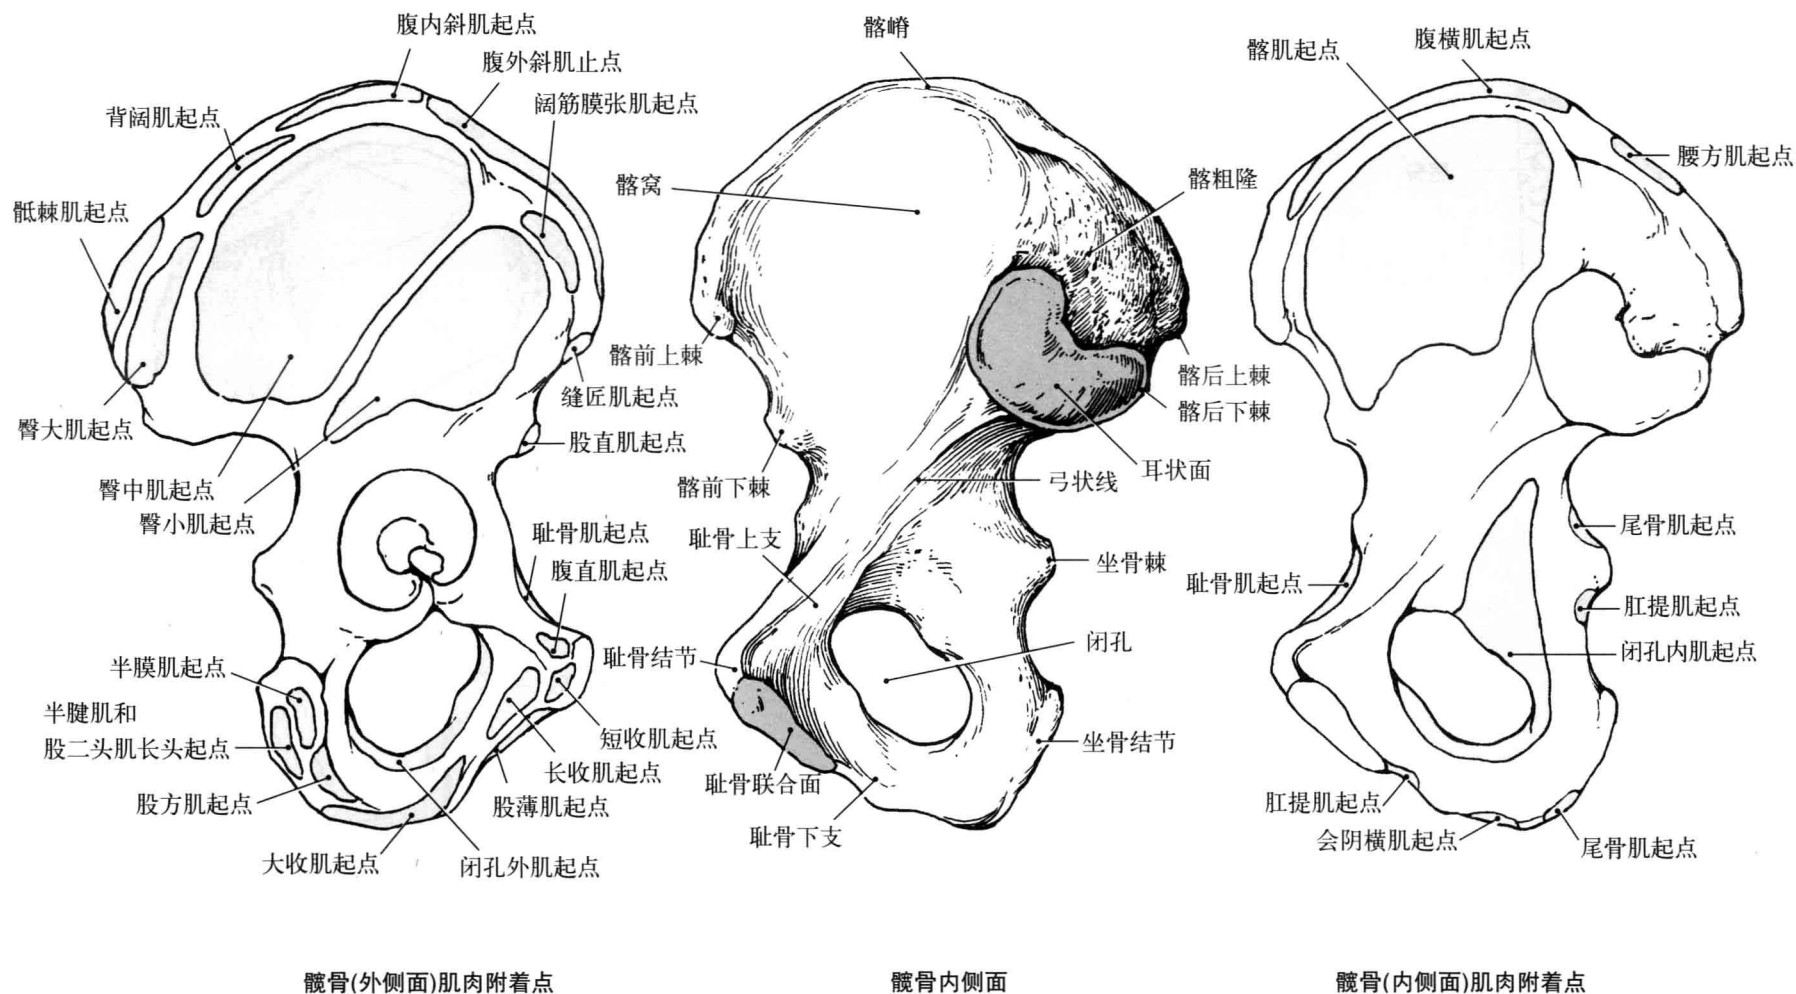 腹内斜肌起点
腹外斜肌止点
阔筋膜张肌起点
背阔肌起点
骶棘肌起点
臀大肌起点
臀中肌起点
臀小肌起点
缝匠肌起点
股直肌起点
耻骨肌起点
腹直肌起点
半膜肌起点
半腱肌和
股二头肌长头起点
股方肌起点
大收肌起点
闭孔外肌起点
股薄肌起点
长收肌起点
短收肌起点
髋骨(外侧面)肌肉附着点
髂嵴
髂窝
髂粗隆
髂前上棘
髂后上棘
髂后下棘
髂前下棘
耳状面
弓状线
耻骨上支
坐骨棘
闭孔
耻骨结节
坐骨结节
耻骨联合面
耻骨下支
髋骨内侧面
髂肌起点
腹横肌起点
腰方肌起点
尾骨肌起点
耻骨肌起点
肛提肌起点
闭孔内肌起点
肛提肌起点
会阴横肌起点
尾骨肌起点
髋骨(内侧面)肌肉附着点